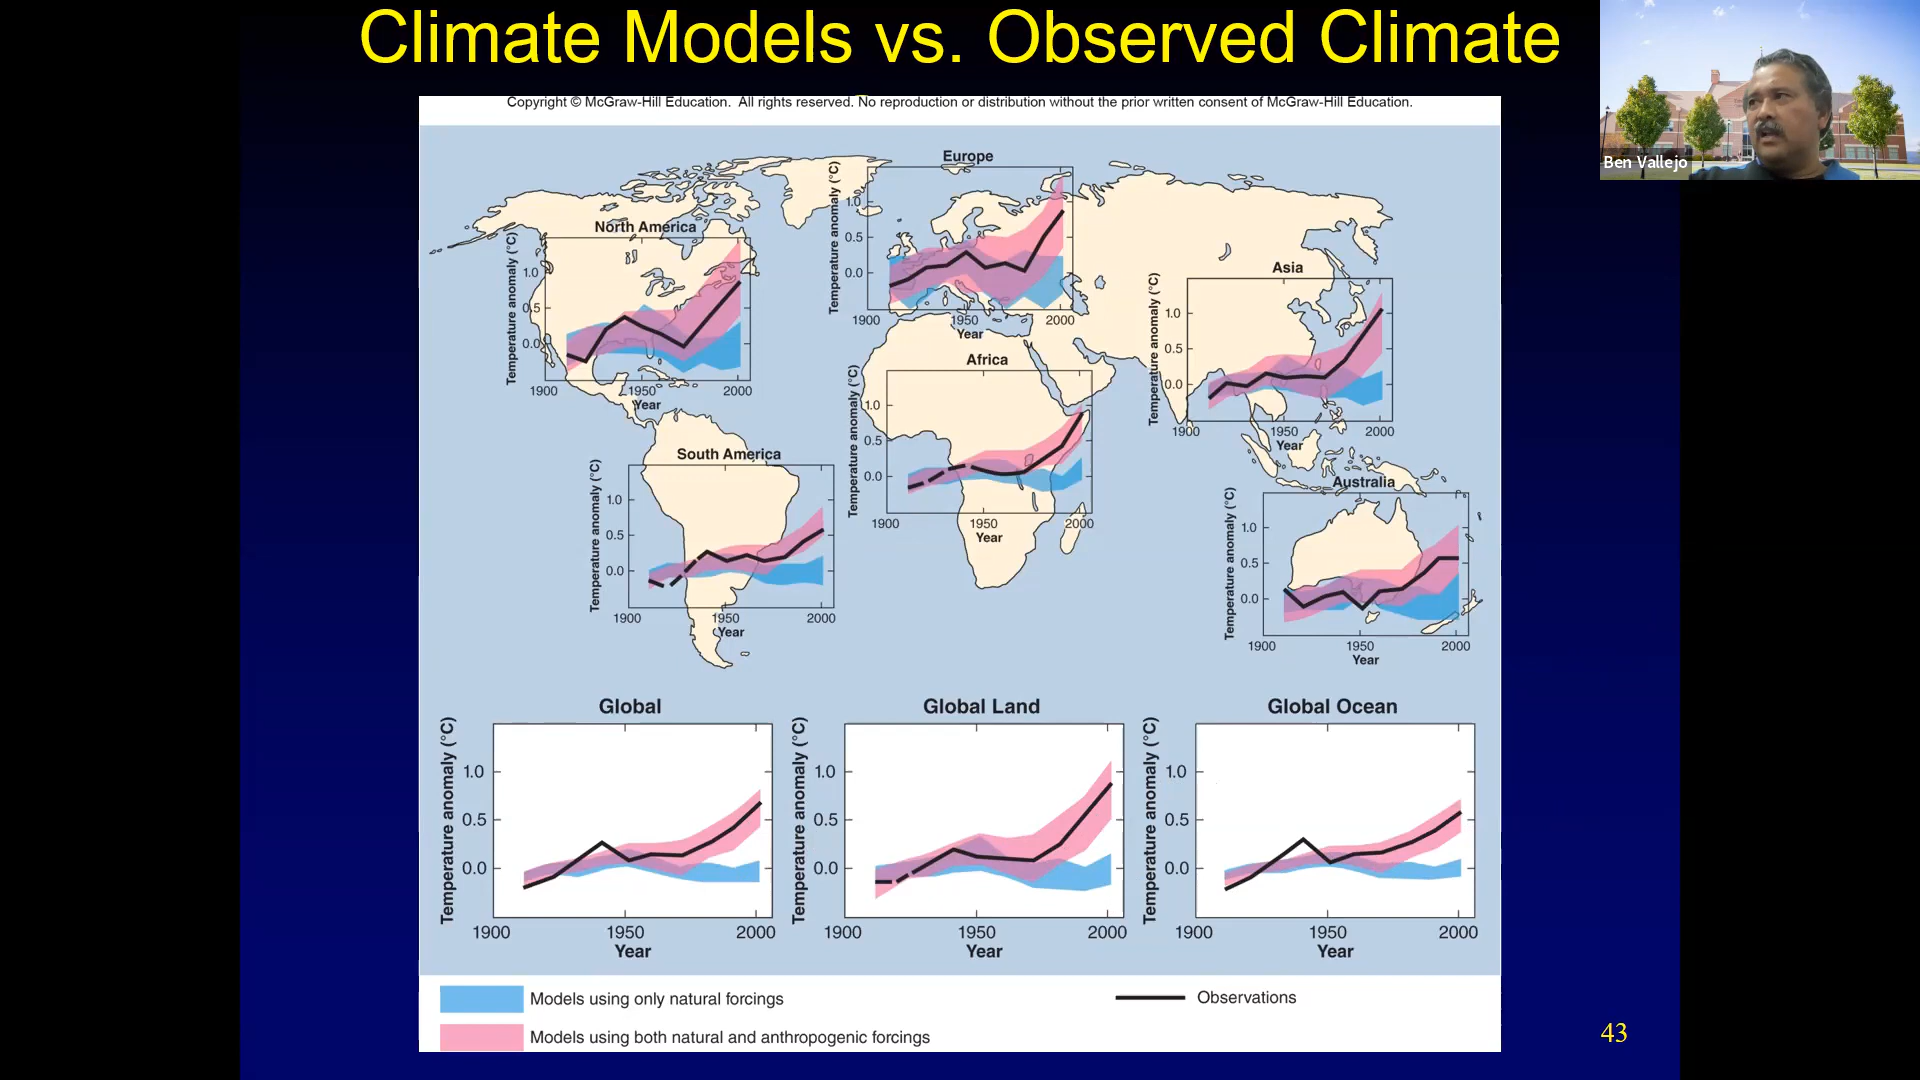 Climate Models vs. Observed Climate
Copyright © McGraw-Hill Education. All rights reserved. No reproduction or distribution without the prior written consent of McGraw-Hill Education.
Ben Vallejo
Europe
Temperature anomaly (°C)
1.0
0.5
0.0
1900
1950
2000
Year
North America
Temperature anomaly (°C)
1.0
0.5
0.0
1900
1950
2000
Year
Asia
Temperature anomaly (°C)
1.0
0.5
0.0
1900
1950
2000
Year
Africa
Temperature anomaly (°C)
1.0
0.5
0.0
1900
1950
2000
Year
South America
Temperature anomaly (°C)
1.0
0.5
0.0
1900
1950
2000
Year
Australia
Temperature anomaly (°C)
1.0
0.5
0.0
1900
1950
2000
Year
Global
Temperature anomaly (°C)
1.0
0.5
0.0
1900
1950
2000
Year
Global Land
Temperature anomaly (°C)
1.0
0.5
0.0
1900
1950
2000
Year
Global Ocean
Temperature anomaly (°C)
1.0
0.5
0.0
1900
1950
2000
Year
Models using only natural forcings
Observations
Models using both natural and anthropogenic forcings
43